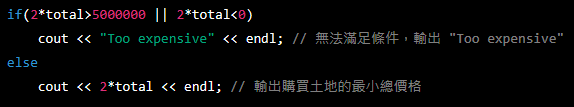 if(2*total>5000000 || 2*total<0)
    cout << "Too expensive" << endl; // 無法滿足條件，輸出 "Too expensive"
else
    cout << 2*total << endl; // 輸出購買土地的最小總價格